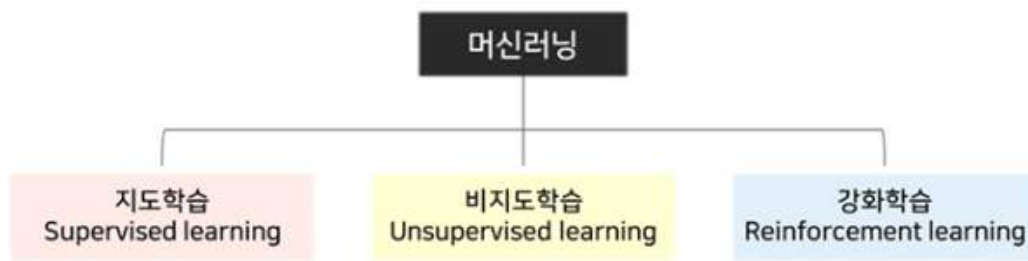 머신러닝
지도학습
Supervised learning
비지도학습
Unsupervised learning
강화학습
Reinforcement learning